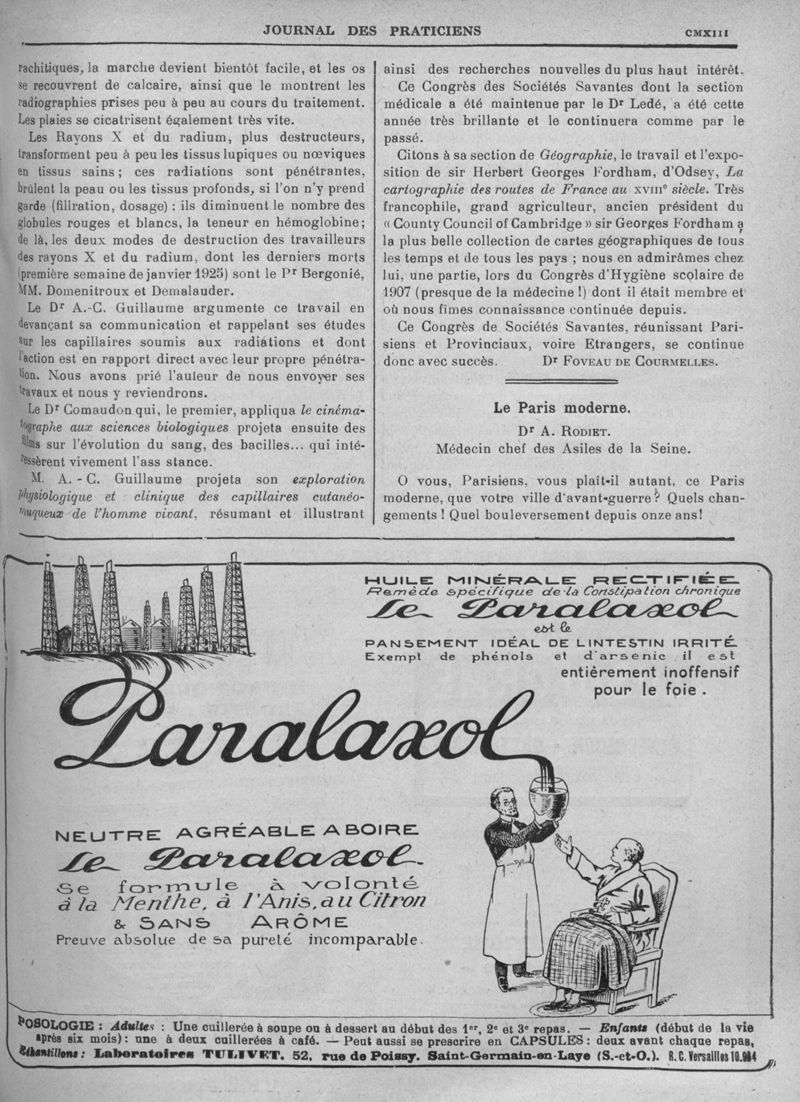 JOURNAL DES PRATICIENS
CMXIII
rachitiques, la marche devient bientôt facile, et les os
se recouvrent de calcaire, ainsi que le montrent les
radiographies prises peu à peu au cours du traitement.
Les plaies se cicatrisent également très vite.
Les Rayons X et du radium, plus destructeurs,
transforment peu à peu les tissus lupiques ou nœviques
en tissus sains ; ces radiations sont pénétrantes,
brûlent la peau ou les tissus profonds, si l'on n'y prend
garde (fillration, dosage) : ils diminuent le nombre des
globules rouges et blancs, la teneur en hémoglobine;
de là, les deux modes de destruction des travailleurs
des rayons X et du radium, dont les derniers morts
(première semaine de janvier 1925) sont le Pr Bergonié,
MM. Domenitroux et Demalauder.
Le Dr A.-C. Guillaume argumente ce travail en
devançant sa communication et rappelant ses études
sur les capillaires soumis aux radiations et dont
l'action est en rapport direct avec leur propre pénétra-
tion. Nous avons prié l'auleur de nous envoyer ses
travaux et nous y reviendrons.
Le Dr Comaudon qui, le premier, appliqua le cinéma-
tographe aux sciences biologiques projeta ensuite des
films sur l'évolution du sang, des bacilles... qui inté-
ressèrent vivement l'ass stance.
M. A. - C. Guillaume projeta son exploration
physiologique et clinique des capillaires cutanéo-
muqueux de l'homme vivant, résumant et illustrant
ainsi des recherches nouvelles du plus haut intérêt.
Ce Congrès des Sociétés Savantes dont la section
médicale a été maintenue par le Dr Ledé, a été cette
année très brillante et le continuera comme par le
passé.
Citons à sa section de Géographie, le travail et l'expo-
sition de sir Herbert Georges Fordham, d'Odsey, La
cartographie des routes de France au XVIIIe siècle. Très
francophile, grand agriculteur, ancien président du
« County Council of Cambridge » sir Georges Fordham a
la plus belle collection de cartes géographiques de tous
les temps et de tous les pays ; nous en admirâmes chez
lui, une partie, lors du Congrès d'Hygiène scolaire de
1907 (presque de la médecine !) dont il était membre et
où nous fîmes connaissance continuée depuis.
Ce Congrès de Sociétés Savantes, réunissant Pari-
siens et Provinciaux, voire Etrangers, se continue
donc avec succès. Dr FOVEAU DE COURMELLES.
Le Paris moderne.
Dr A. RODIET.
Médecin chef des Asiles de la Seine.
O vous, Parisiens, vous plaît-il autant, ce Paris
moderne, que votre ville d'avant-guerre ? Quels chan-
gements ! Quel bouleversement depuis onze ans!
HUILE MINÉRALE RECTIFIÉE
Remède spécifique de la Constipation chronique
Le Paralaxol
est le
PANSEMENT IDÉAL DE LINTESTIN IRRITÉ
Exempt de phénols et d'arsenic . il est
entiérement inoffensif
pour le foie .
Paralaxol
NEUTRE AGRÉABLE A BOIRE
Le Paralaxol
Se formule à volonté
à la Menthe, à l'Anis, au Citron
& SANS ARÔME
Preuve absolue de sa pureté incomparable.
POSOLOGIE : Adultes : Une cuillerée à soupe ou à dessert au début des 1er, 2e et 3e repas. — Enfants (début de la vie
après six mois) : une à deux cuillerées à café. — Peut aussi se prescrire en CAPSULES : deux avant chaque repas,
Echantillons : Laboratoires TULIVET. 52, rue de Poissy. Saint-Germain-en-Laye (S.-et-O.). R.C. Versailles 10.984